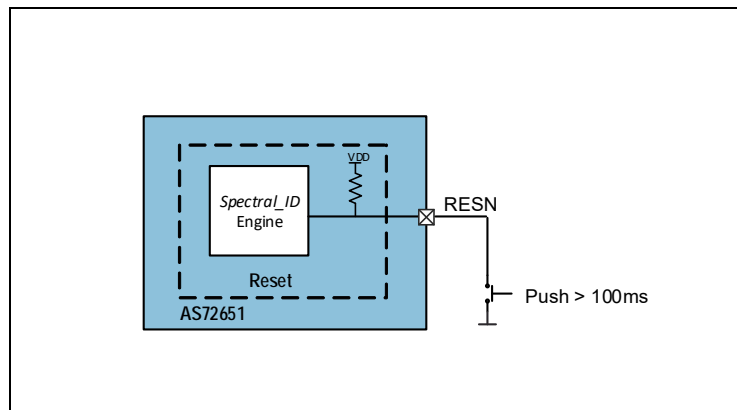 VDD
Spectral_ID
Engine
RESN
Reset
Push > 100ms
AS72651